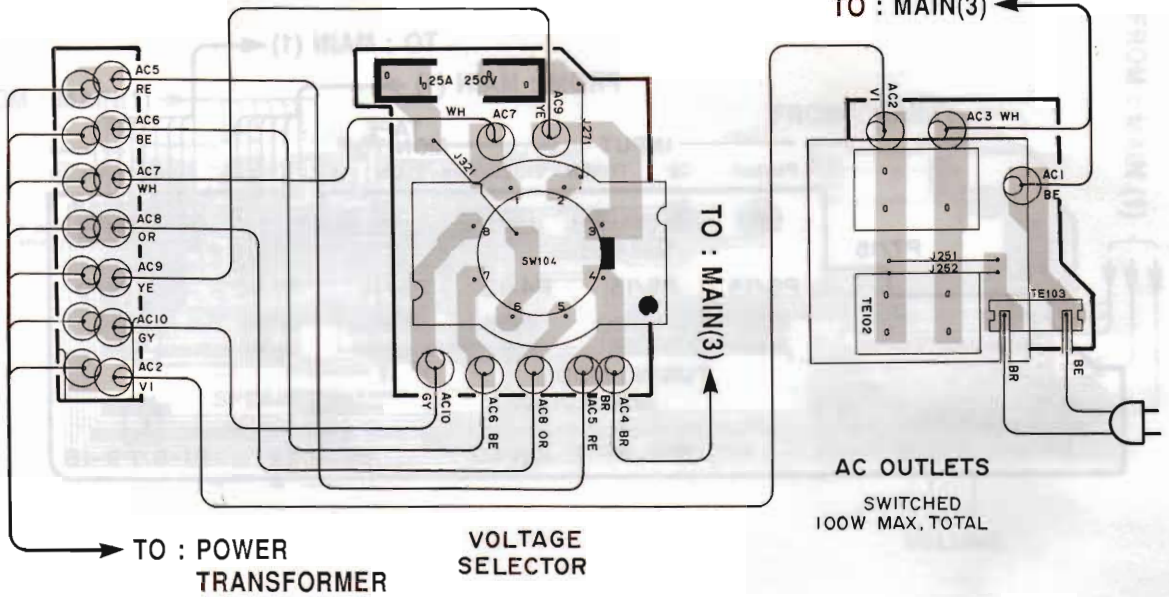 TO : MAIN(3)
AC5
RE
AC6
BE
AC7
WH
AC8
OR
AC9
YE
AC10
GY
AC2
VI
TO : POWER
TRANSFORMER
1.25A 250V
WH
AC7
YE
AC9
J271
J321
1
2
3
4
5
6
7
8
SW104
TO : MAIN(3)
GY
AC10
AC6 BE
AC8 OR
AC5 RE
BR
AC4 BR
VOLTAGE
SELECTOR
VI
AC2
AC3 WH
AC1
BE
J251
J252
TE102
TE103
BR
BE
AC OUTLETS
SWITCHED
100W MAX, TOTAL